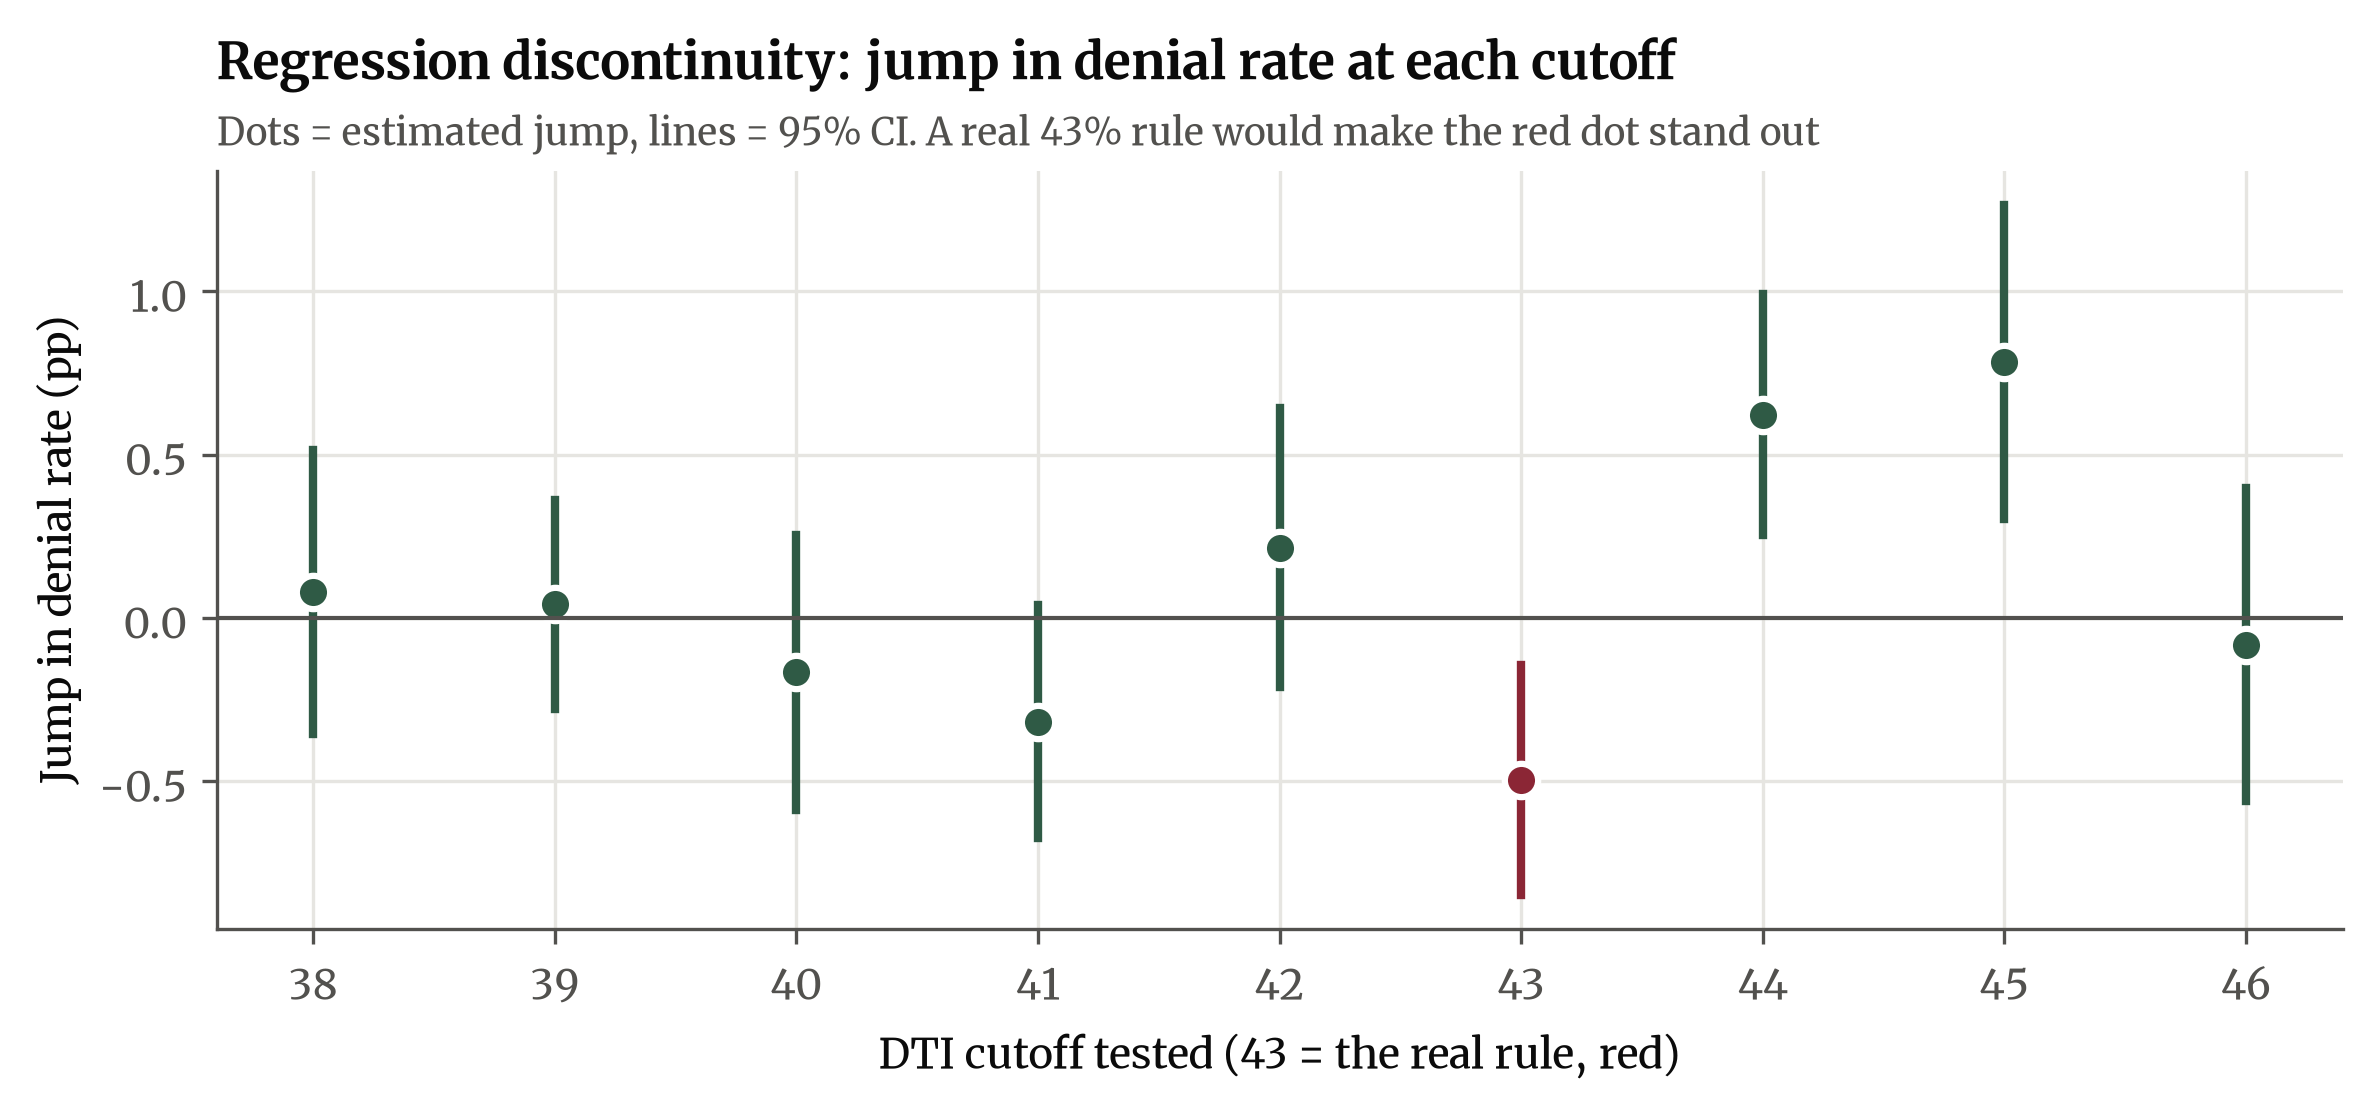 Regression discontinuity: jump in denial rate at each cutoff
Dots = estimated jump, lines = 95% CI. A real 43% rule would make the red dot stand out
Jump in denial rate (pp)
1.0
0.5
0.0
−0.5
38 39 40 41 42 43 44 45 46
DTI cutoff tested (43 = the real rule, red)